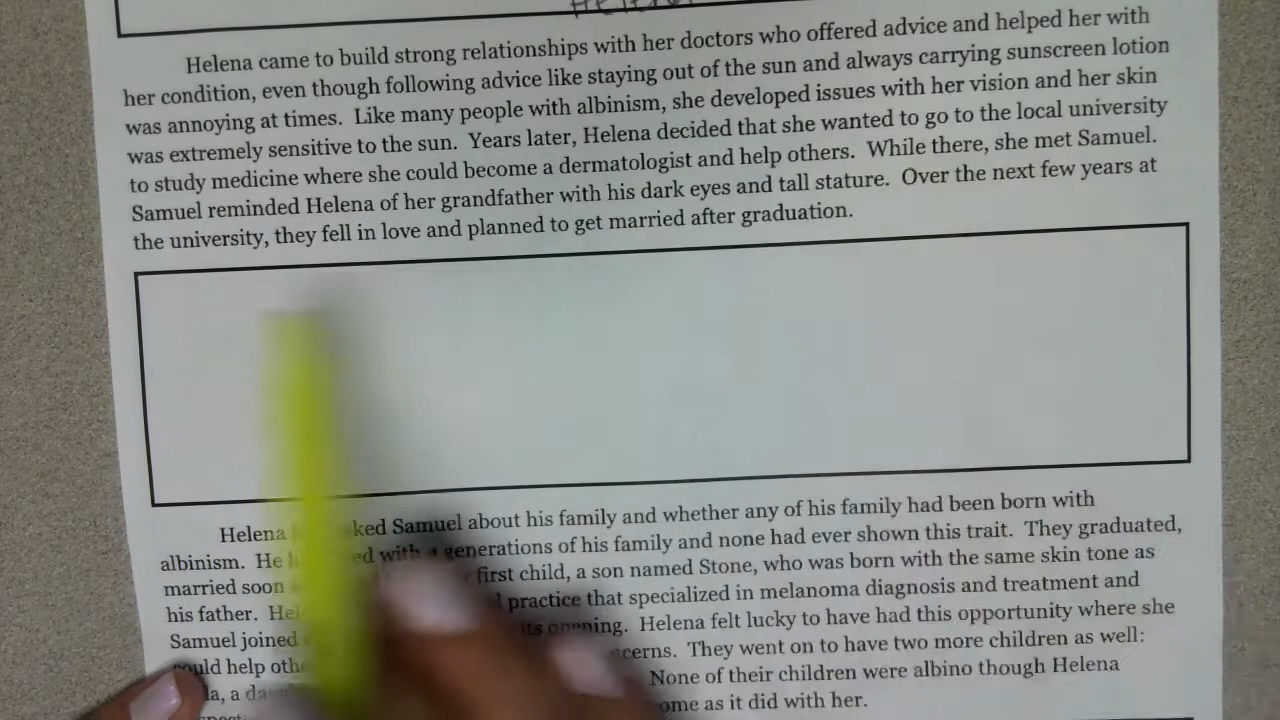 Helena came to build strong relationships with her doctors who offered advice and helped her with
her condition, even though following advice like staying out of the sun and always carrying sunscreen lotion
was annoying at times. Like many people with albinism, she developed issues with her vision and her skin
was extremely sensitive to the sun. Years later, Helena decided that she wanted to go to the local university
to study medicine where she could become a dermatologist and help others. While there, she met Samuel.
Samuel reminded Helena of her grandfather with his dark eyes and tall stature. Over the next few years at
the university, they fell in love and planned to get married after graduation.
Helena Samuel about his family and whether any of his family had been born with
albinism. He with generations of his family and none had ever shown this trait. They graduated,
married soon first child, a son named Stone, who was born with the same skin tone as
his father. practice that specialized in melanoma diagnosis and treatment and
Samuel joined its opening. Helena felt lucky to have had this opportunity where she
could help They went on to have two more children as well:
a None of their children were albino though Helena
as it did with her.